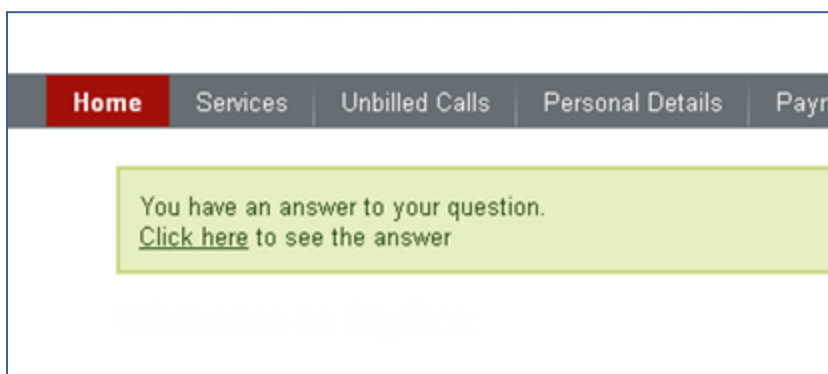 Home Services Unbilled Calls Personal Details
You have an answer to your question.
Click here to see the answer